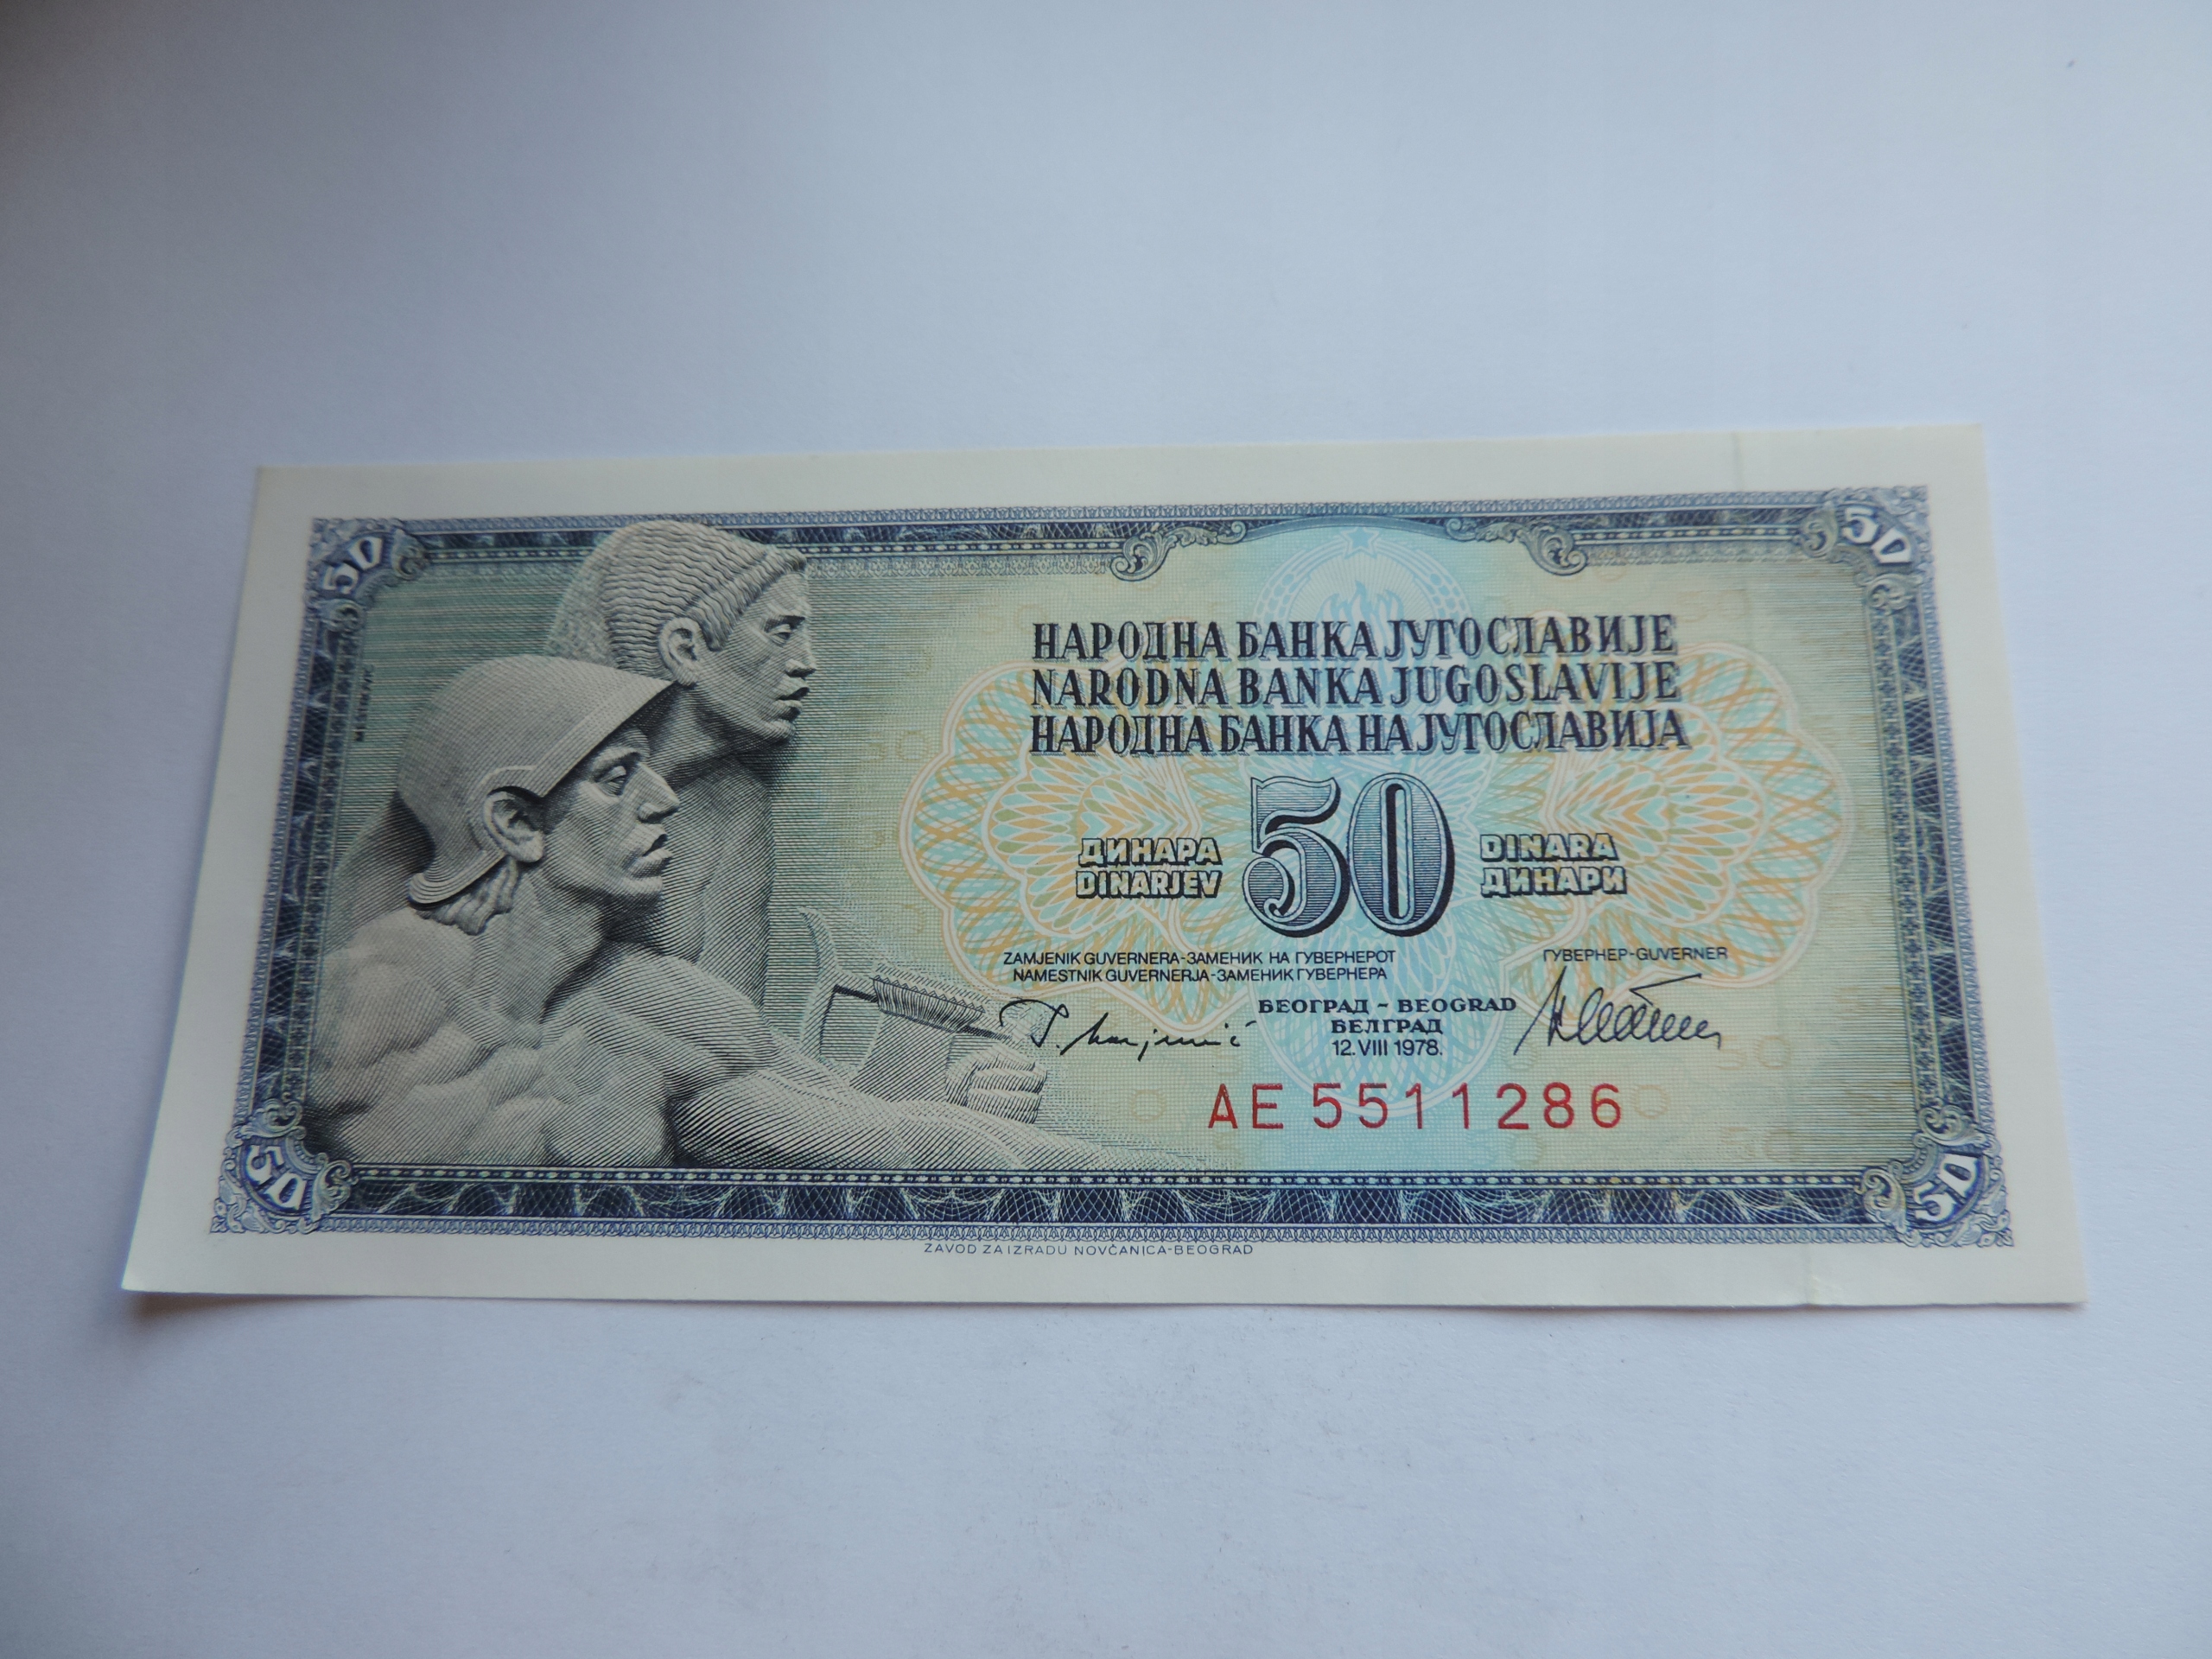 50
50
НАРОДНА БАНКА ЈУГОСЛАВИЈЕ
NARODNA BANKA JUGOSLAVIJE
НАРОДНА БАНКА НА ЈУГОСЛАВИЈА
ДИНАРА 50 DINARA
DINARJEV ДИНАРИ
ZAMJENIK GUVERNERA-ЗАМЕНИК НА ГУВЕРНЕРОТ ГУВЕРНЕР-GUVERNER
NAMESTNIK GUVERNERJA-ЗАМЕНИК ГУВЕРНЕРА
БЕОГРАД - BEOGRAD
БЕЛГРАД
12.VIII 1978.
AE 5511286
50
50
ZAVOD ZA IZRADU NOVČANICA-BEOGRAD